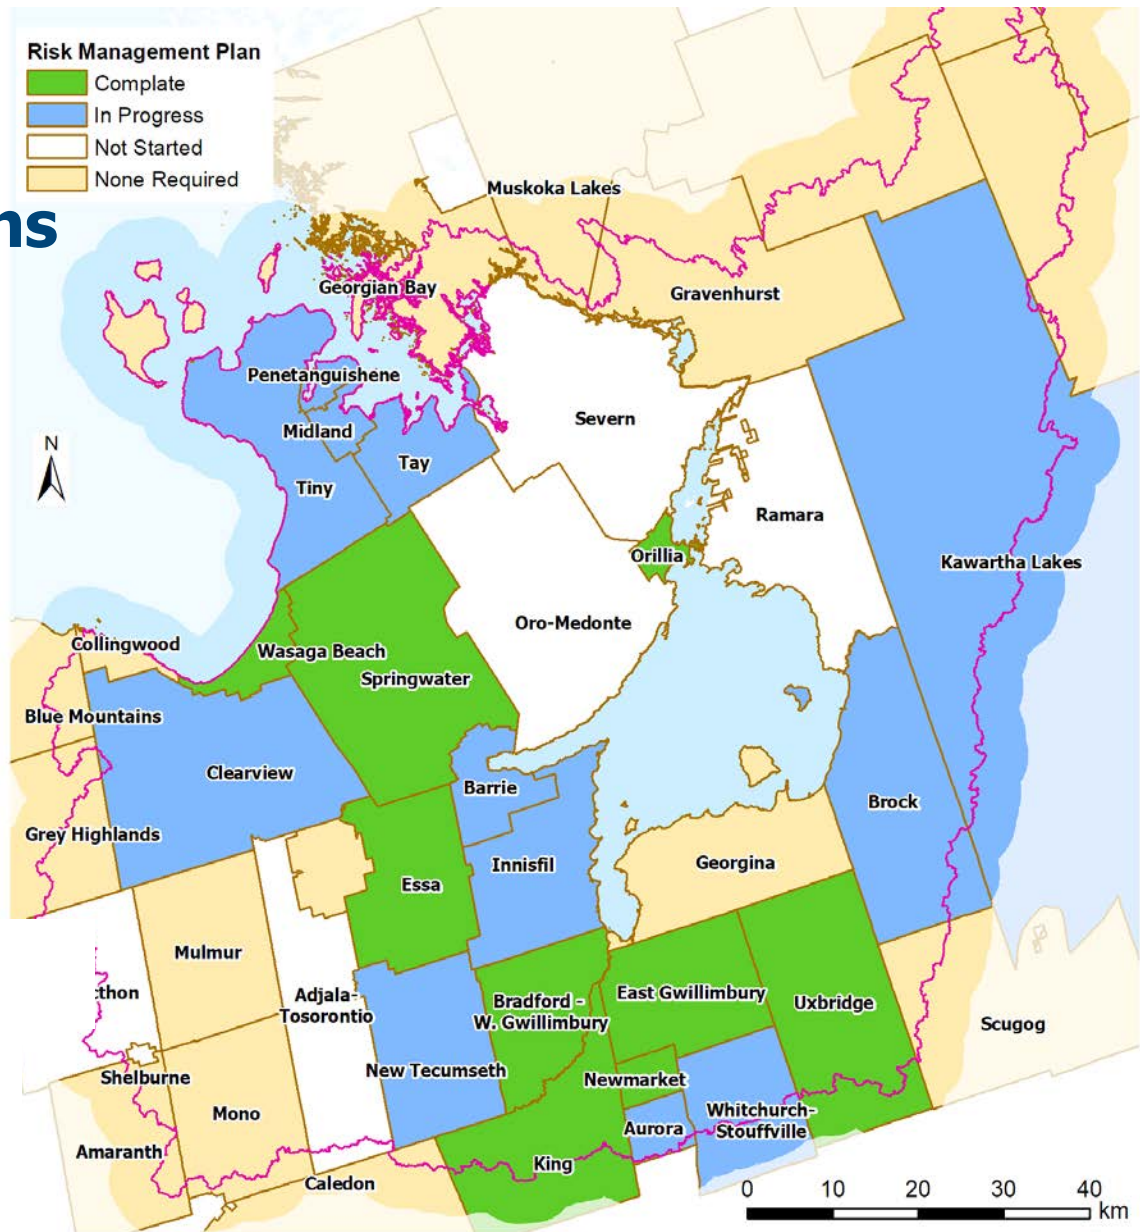 Risk Management Plan
Complate
In Progress
Not Started
None Required
ns
Muskoka Lakes
Georgian Bay
Gravenhurst
Penetanguishene
Severn
Midland
N
Tay
Tiny
Ramara
Orillia
Kawartha Lakes
Oro-Medonte
Collingwood
Wasaga Beach
Springwater
Blue Mountains
Clearview
Barrie
Brock
Grey Highlands
Innisfil
Georgina
Essa
Mulmur
cthon
Adjala-
Tosorontio
Bradford -
W. Gwillimbury
East Gwillimbury
Uxbridge
Scugog
New Tecumseth
Shelburne
Newmarket
Mono
Whitchurch-
Stouffville
Aurora
Amaranth
King
Caledon
0 10 20 30 40
km